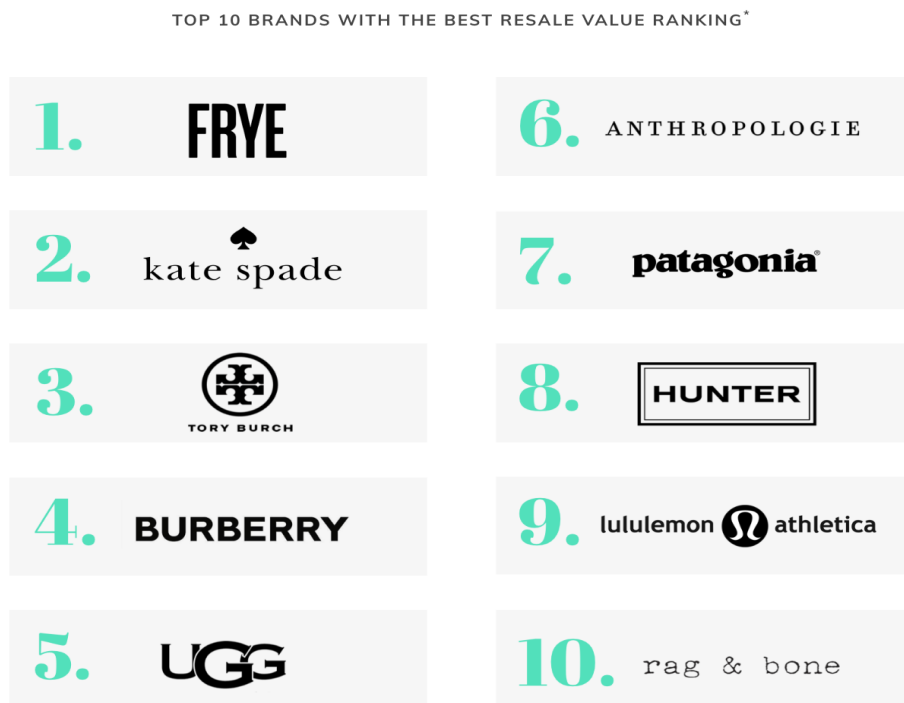 TOP 10 BRANDS WITH THE BEST RESALE VALUE RANKING*
1. FRYE
2. kate spade
3. TORY BURCH
4. BURBERRY
5. UGG
6. ANTHROPOLOGIE
7. patagonia®
8. HUNTER
9. lululemon athletica
10. rag & bone